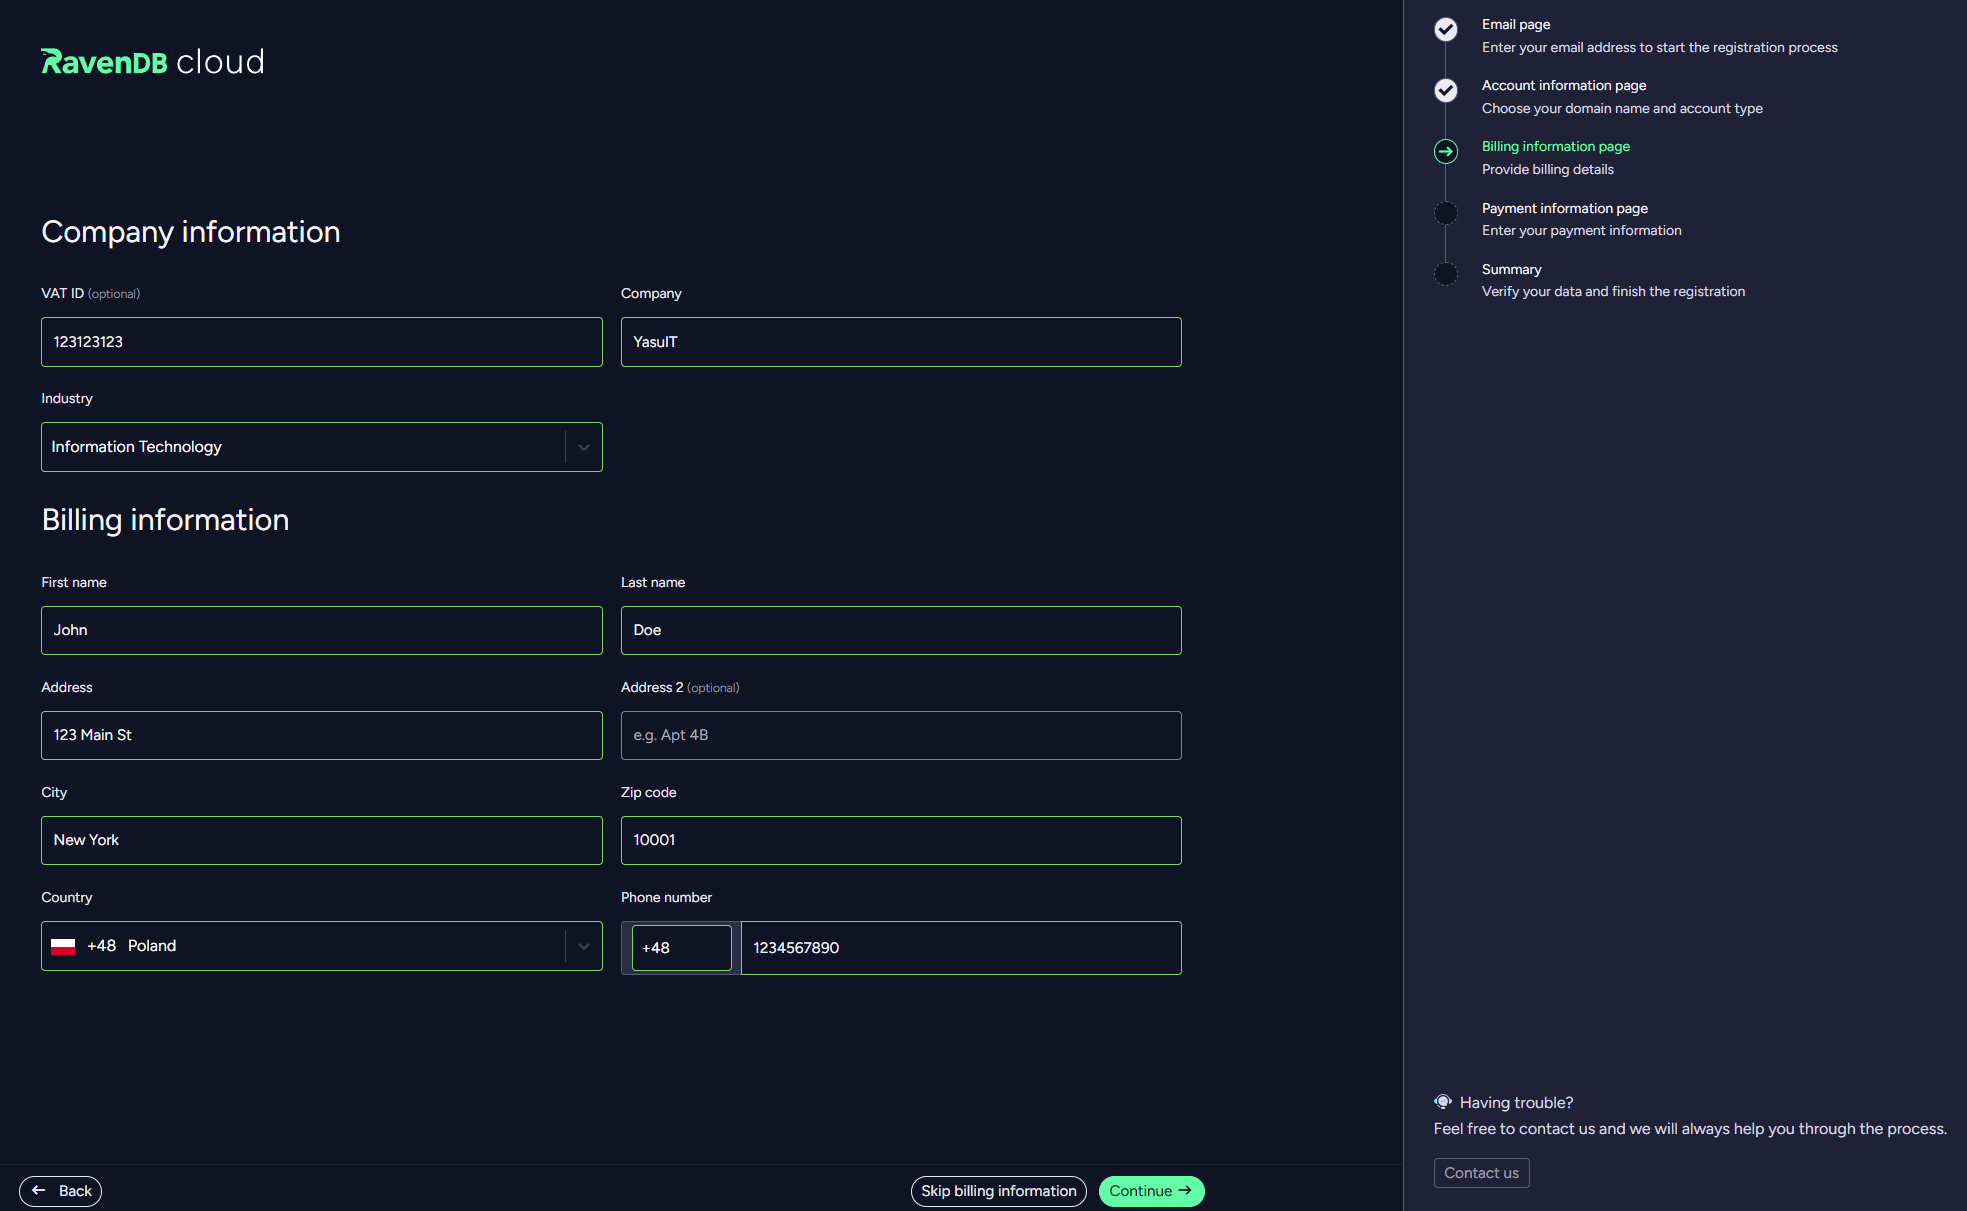 RavenDB cloud
Company information
VAT ID (optional)
Company
123123123
YasuIT
Industry
Information Technology
Billing information
First name
Last name
John
Doe
Address
Address 2 (optional)
123 Main St
e.g. Apt 4B
City
Zip code
New York
10001
Country
Phone number
+48 Poland
+48
1234567890
Back
Skip billing information
Continue
Email page
Enter your email address to start the registration process
Account information page
Choose your domain name and account type
Billing information page
Provide billing details
Payment information page
Enter your payment information
Summary
Verify your data and finish the registration
Having trouble?
Feel free to contact us and we will always help you through the process.
Contact us